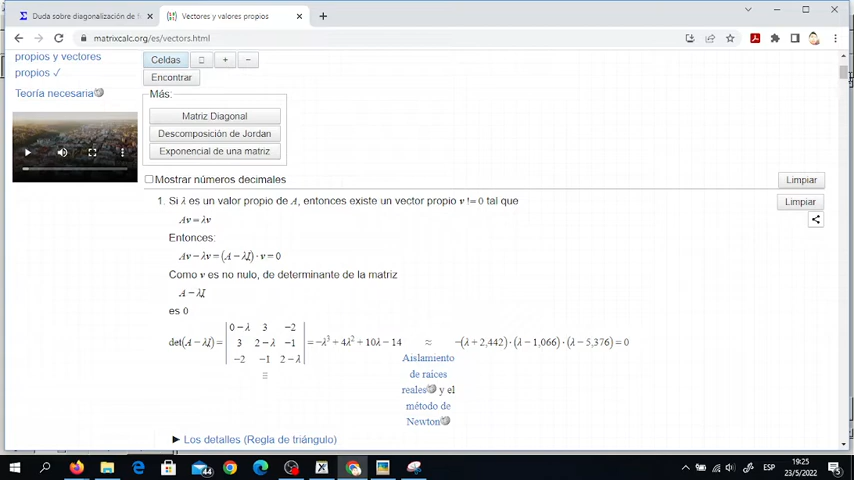 Duda sobre diagonalización de
Vectores y valores propios
matrixcalc.org/es/vectors.html
propios y vectores
propios ✓
Teoría necesaria
Celdas + −
Encontrar
Más:
Matriz Diagonal
Descomposición de Jordan
Exponencial de una matriz
Mostrar números decimales
Limpiar
1. Si λ es un valor propio de A, entonces existe un vector propio v != 0 tal que
Limpiar
Av = λv
Entonces:
Av − λv = (A − λI) · v = 0
Como v es no nulo, de determinante de la matriz
A − λI
es 0
0 − λ 3 −2
det(A − λI) = 3 2 − λ −1 = −λ³ + 4λ² + 10λ − 14 ≈ −(λ + 2,442)·(λ − 1,066)·(λ − 5,376) = 0
−2 −1 2 − λ
Aislamiento
de raices
reales y el
método de
Newton
▶ Los detalles (Regla de triángulo)
44
ESP
19:25
23/5/2022
5